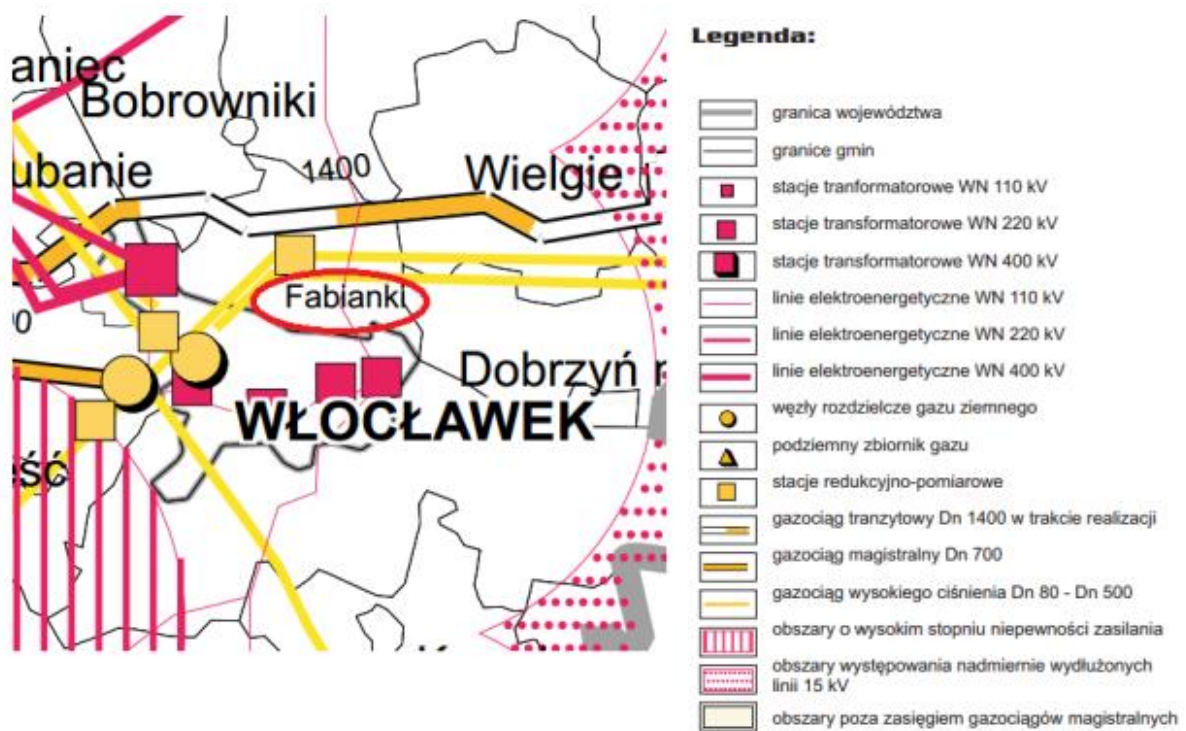 aniec
Bobrowniki
ubanie
1400
Wielgie
Fabianki
Dobrzyń
WŁOCŁAWEK
eść
Legenda:
granica województwa
granice gmin
stacje tranformatorowe WN 110 kV
stacje transformatorowe WN 220 kV
stacje transformatorowe WN 400 kV
linie elektroenergetyczne WN 110 kV
linie elektroenergetyczne WN 220 kV
linie elektroenergetyczne WN 400 kV
węzły rozdzielcze gazu ziemnego
podziemny zbiornik gazu
stacje redukcyjno-pomiarowe
gazociąg tranzytowy Dn 1400 w trakcie realizacji
gazociąg magistralny Dn 700
gazociąg wysokiego ciśnienia Dn 80 - Dn 500
obszary o wysokim stopniu niepewności zasilania
obszary występowania nadmiernie wydłużonych
linii 15 kV
obszary poza zasięgiem gazociągów magistralnych